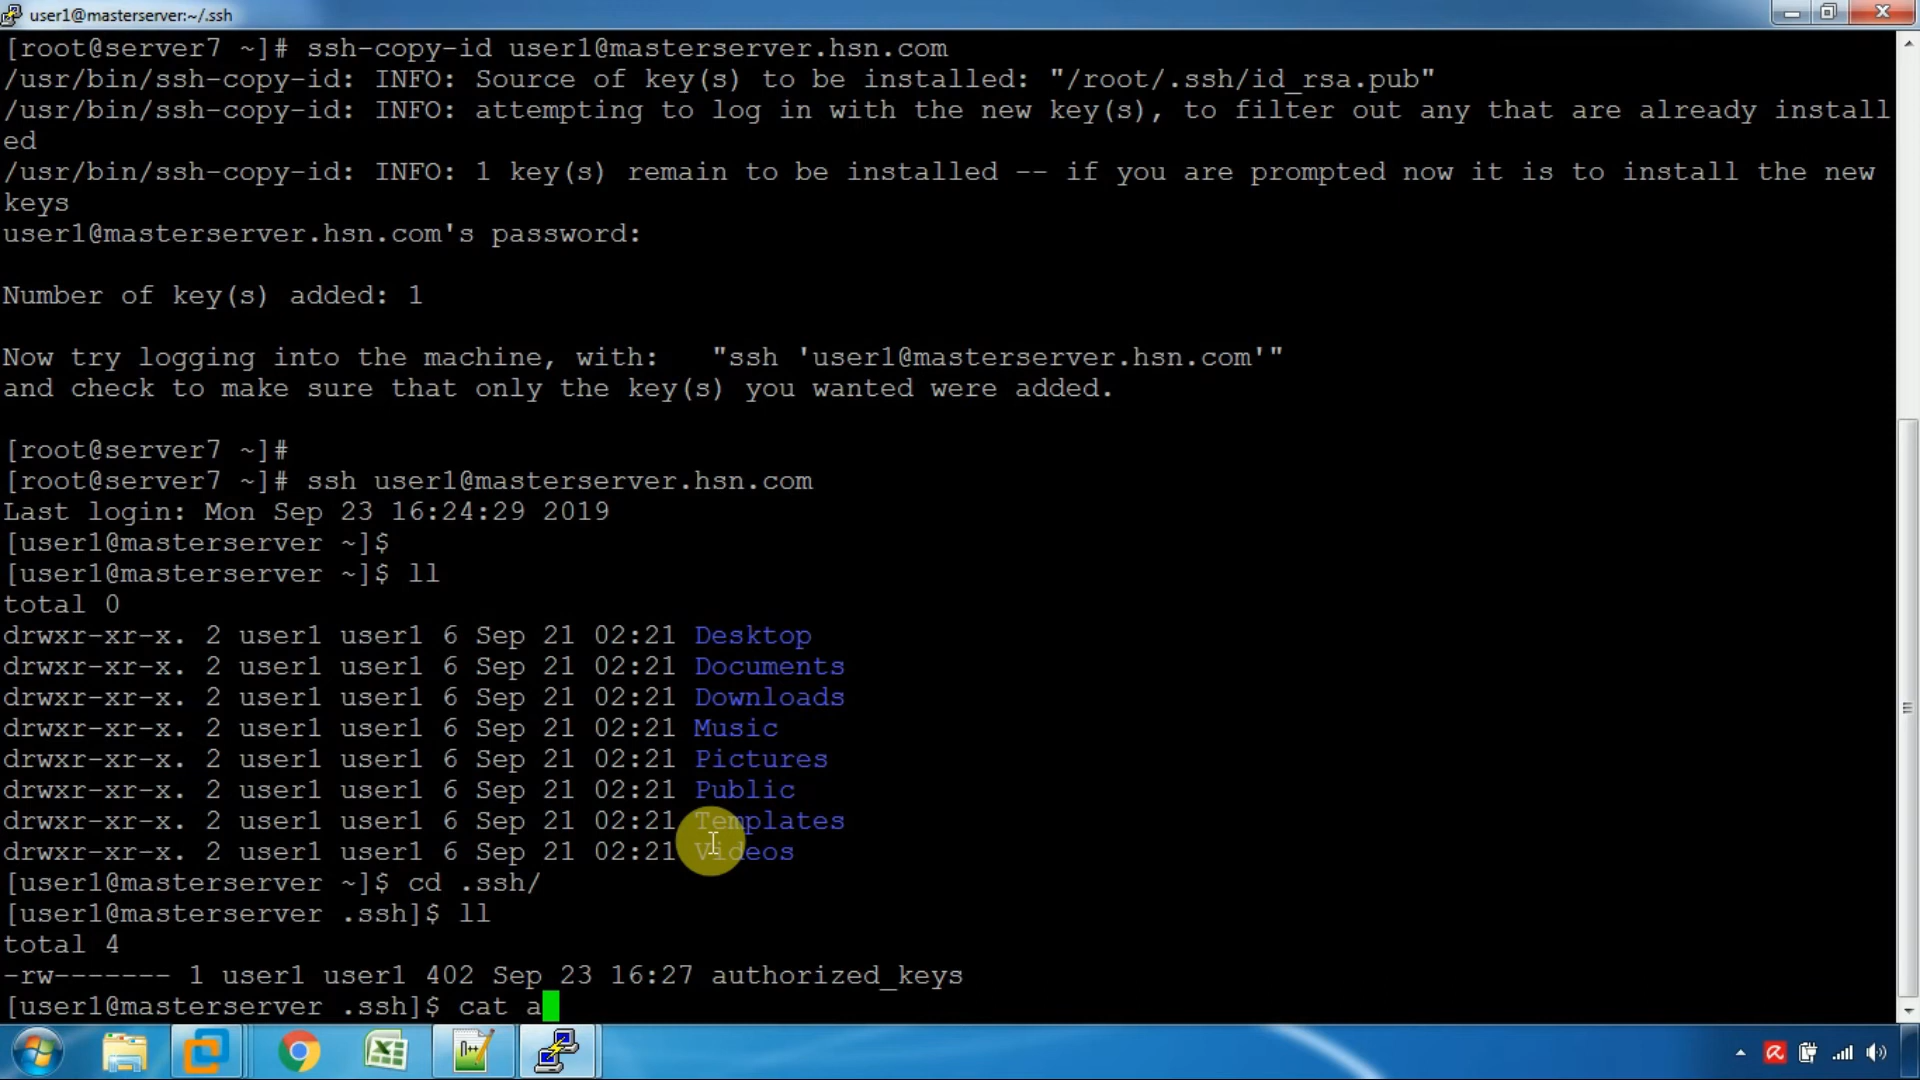 user1@masterserver:~/.ssh
[root@server7 ~]# ssh-copy-id user1@masterserver.hsn.com
/usr/bin/ssh-copy-id: INFO: Source of key(s) to be installed: "/root/.ssh/id_rsa.pub"
/usr/bin/ssh-copy-id: INFO: attempting to log in with the new key(s), to filter out any that are already install
ed
/usr/bin/ssh-copy-id: INFO: 1 key(s) remain to be installed -- if you are prompted now it is to install the new
keys
user1@masterserver.hsn.com's password:
Number of key(s) added: 1
Now try logging into the machine, with:   "ssh 'user1@masterserver.hsn.com'"
and check to make sure that only the key(s) you wanted were added.
[root@server7 ~]#
[root@server7 ~]# ssh user1@masterserver.hsn.com
Last login: Mon Sep 23 16:24:29 2019
[user1@masterserver ~]$
[user1@masterserver ~]$ ll
total 0
drwxr-xr-x. 2 user1 user1 6 Sep 21 02:21 Desktop
drwxr-xr-x. 2 user1 user1 6 Sep 21 02:21 Documents
drwxr-xr-x. 2 user1 user1 6 Sep 21 02:21 Downloads
drwxr-xr-x. 2 user1 user1 6 Sep 21 02:21 Music
drwxr-xr-x. 2 user1 user1 6 Sep 21 02:21 Pictures
drwxr-xr-x. 2 user1 user1 6 Sep 21 02:21 Public
drwxr-xr-x. 2 user1 user1 6 Sep 21 02:21 Templates
drwxr-xr-x. 2 user1 user1 6 Sep 21 02:21 Videos
[user1@masterserver ~]$ cd .ssh/
[user1@masterserver .ssh]$ ll
total 4
-rw------- 1 user1 user1 402 Sep 23 16:27 authorized_keys
[user1@masterserver .ssh]$ cat a